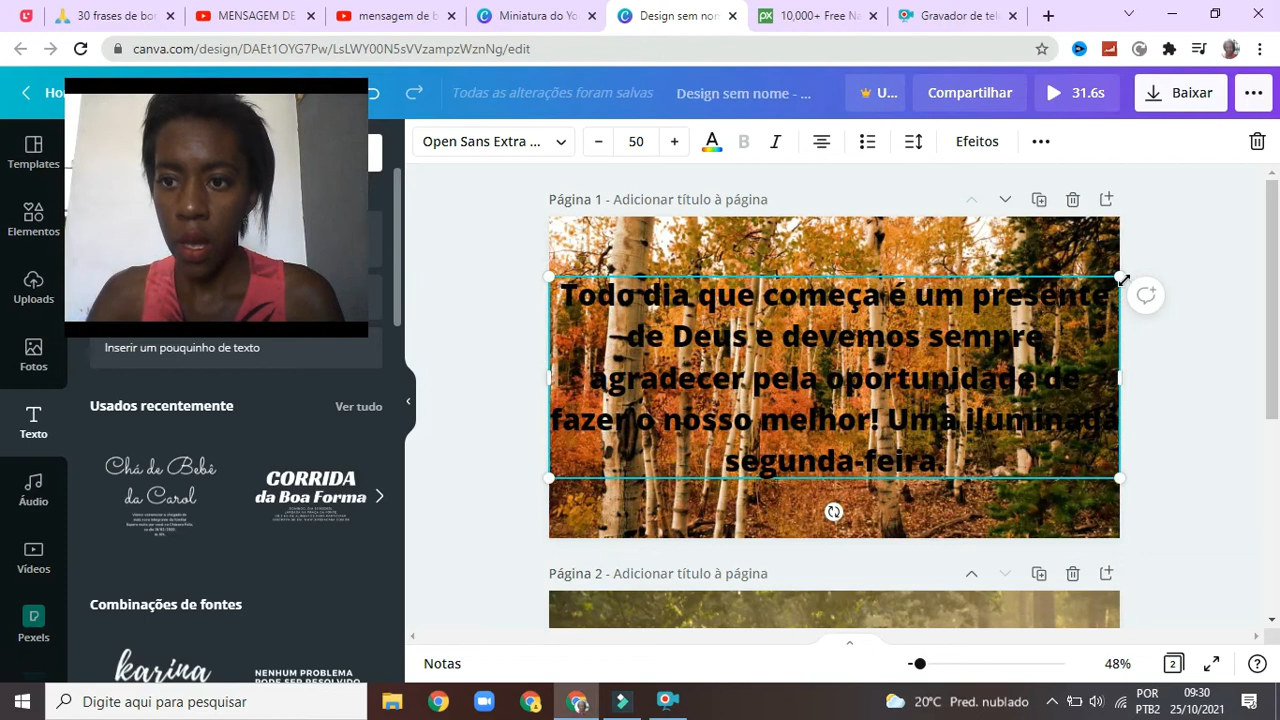 30 frases de bo
MENSAGEM DE
mensagem de b
Miniatura do Yo
Design sem nom
10,000+ Free Na
Gravador de tel
canva.com/design/DAEt1OYG7Pw/LsLWY00N5sVVzampzWznNg/edit
Todas as alterações foram salvas
Design sem nome - ...
U...
Compartilhar
31.6s
Baixar
Templates
Elementos
Uploads
Fotos
Texto
Áudio
Vídeos
Pexels
Inserir um pouquinho de texto
Usados recentemente
Ver tudo
Chá de Bebê
da Carol
CORRIDA
da Boa Forma
Combinações de fontes
karina
NENHUM PROBLEMA
PODE SER RESOLVIDO
Open Sans Extra ...
50
B
I
A
Efeitos
Página 1 - Adicionar título à página
Todo dia que começa é um presente
de Deus e devemos sempre
agradecer pela oportunidade de
fazer o nosso melhor! Uma iluminada
segunda-feira.
Página 2 - Adicionar título à página
Notas
48%
2
Digite aqui para pesquisar
20°C Pred. nublado
POR
PTB2
09:30
25/10/2021